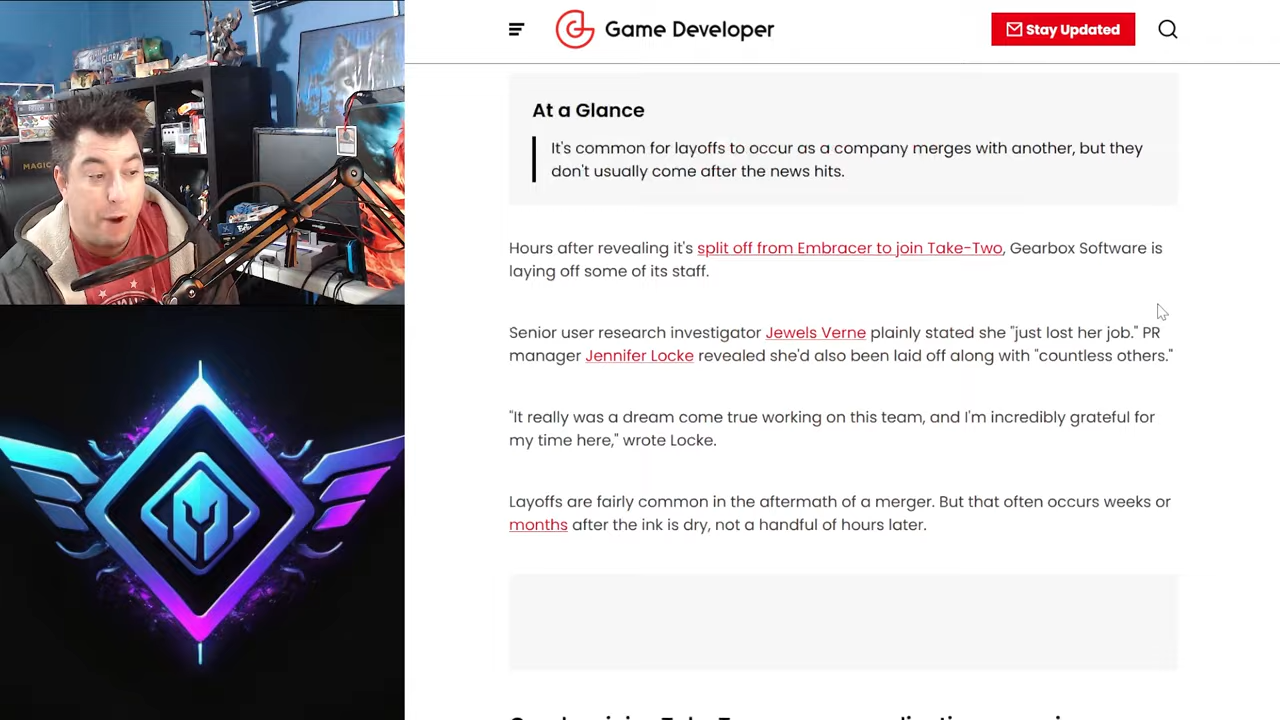 MAGIC
Game Developer
Stay Updated
At a Glance
It's common for layoffs to occur as a company merges with another, but they
don't usually come after the news hits.
Hours after revealing it's split off from Embracer to join Take-Two, Gearbox Software is
laying off some of its staff.
Senior user research investigator Jewels Verne plainly stated she "just lost her job." PR
manager Jennifer Locke revealed she'd also been laid off along with "countless others."
"It really was a dream come true working on this team, and I'm incredibly grateful for
my time here," wrote Locke.
Layoffs are fairly common in the aftermath of a merger. But that often occurs weeks or
months after the ink is dry, not a handful of hours later.